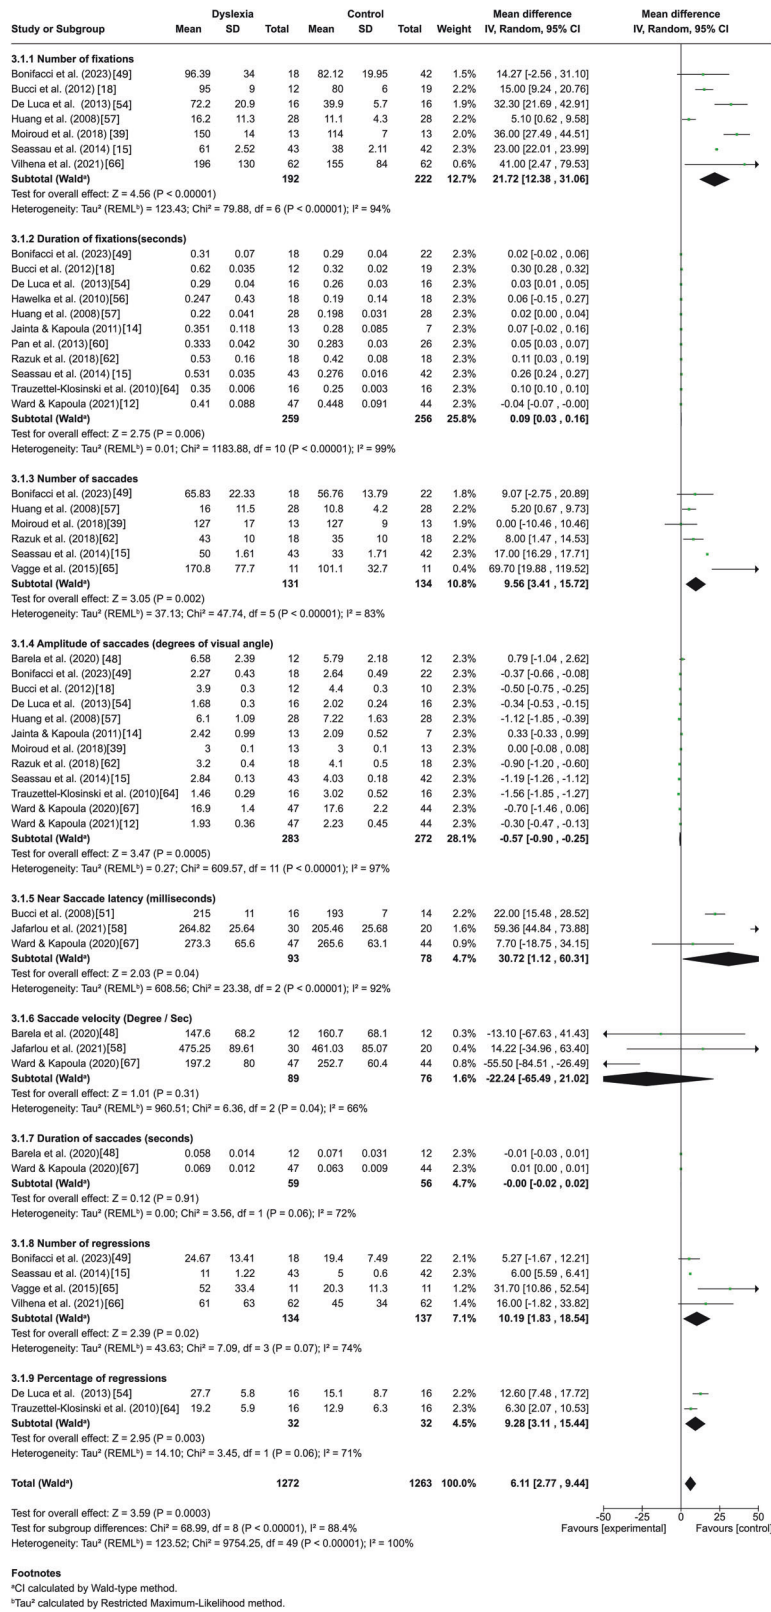 Dyslexia Control Mean difference Mean difference
Study or Subgroup Mean SD Total Mean SD Total Weight IV, Random, 95% CI IV, Random, 95% CI
3.1.1 Number of fixations
Bonifacci et al. (2023)[49] 96.39 34 18 82.12 19.95 42 1.5% 14.27 [-2.56 , 31.10]
Bucci et al. (2012) [18] 95 9 12 80 6 19 2.2% 15.00 [9.24 , 20.76]
De Luca et al. (2013) [54] 72.2 20.9 16 39.9 5.7 16 1.9% 32.30 [21.69 , 42.91]
Huang et al. (2008)[57] 16.2 11.3 28 11.1 4.3 28 2.2% 5.10 [0.62 , 9.58]
Moiroud et al. (2018) [39] 150 14 13 114 7 13 2.0% 36.00 [27.49 , 44.51]
Seassau et al. (2014) [15] 61 2.52 43 38 2.11 42 2.3% 23.00 [22.01 , 23.99]
Vilhena et al. (2021) [66] 196 130 62 155 84 62 0.6% 41.00 [2.47 , 79.53]
Subtotal (Waldᵃ) 192 222 12.7% 21.72 [12.38 , 31.06]
Test for overall effect: Z = 4.56 (P < 0.00001)
Heterogeneity: Tau² (REMLᵇ) = 123.43; Chi² = 79.88, df = 6 (P < 0.00001); I² = 94%
3.1.2 Duration of fixations(seconds)
Bonifacci et al. (2023)[49] 0.31 0.07 18 0.29 0.04 22 2.3% 0.02 [-0.02 , 0.06]
Bucci et al. (2012)[18] 0.62 0.035 12 0.32 0.02 19 2.3% 0.30 [0.28 , 0.32]
De Luca et al. (2013)[54] 0.29 0.04 16 0.26 0.03 16 2.3% 0.03 [0.01 , 0.05]
Hawelka et al. (2010)[56] 0.247 0.43 18 0.19 0.14 18 2.3% 0.06 [-0.15 , 0.27]
Huang et al. (2008)[57] 0.22 0.041 28 0.198 0.031 28 2.3% 0.02 [0.00 , 0.04]
Jainta & Kapoula (2011) [14] 0.351 0.118 13 0.28 0.085 7 2.3% 0.07 [-0.02 , 0.16]
Pan et al. (2013) [60] 0.333 0.042 30 0.283 0.03 26 2.3% 0.05 [0.03 , 0.07]
Razuk et al. (2018)[62] 0.53 0.16 18 0.42 0.08 18 2.3% 0.11 [0.03 , 0.19]
Seassau et al. (2014) [15] 0.531 0.035 43 0.276 0.016 42 2.3% 0.26 [0.24 , 0.27]
Trauzettel-Klosinski et al. (2010)[64] 0.35 0.006 16 0.25 0.003 16 2.3% 0.10 [0.10 , 0.10]
Ward & Kapoula (2021) [12] 0.41 0.088 47 0.448 0.091 44 2.3% -0.04 [-0.07 , -0.00]
Subtotal (Waldᵃ) 259 256 25.8% 0.09 [0.03 , 0.16]
Test for overall effect: Z = 2.75 (P = 0.006)
Heterogeneity: Tau² (REMLᵇ) = 0.01; Chi² = 1183.88, df = 10 (P < 0.00001); I² = 99%
3.1.3 Number of saccades
Bonifacci et al. (2023)[49] 65.83 22.33 18 56.76 13.79 22 1.8% 9.07 [-2.75 , 20.89]
Huang et al. (2008)[57] 16 11.5 28 10.8 4.2 28 2.2% 5.20 [0.67 , 9.73]
Moiroud et al. (2018)[39] 127 17 13 127 9 13 1.9% 0.00 [-10.46 , 10.46]
Razuk et al. (2018)[62] 43 10 18 35 10 18 2.1% 8.00 [1.47 , 14.53]
Seassau et al. (2014)[15] 50 1.61 43 33 1.71 42 2.3% 17.00 [16.29 , 17.71]
Vagge et al. (2015)[65] 170.8 77.7 11 101.1 32.7 11 0.4% 69.70 [19.88 , 119.52]
Subtotal (Waldᵃ) 131 134 10.8% 9.56 [3.41 , 15.72]
Test for overall effect: Z = 3.05 (P = 0.002)
Heterogeneity: Tau² (REMLᵇ) = 37.13; Chi² = 47.74, df = 5 (P < 0.00001); I² = 83%
3.1.4 Amplitude of saccades (degrees of visual angle)
Barela et al. (2020) [48] 6.58 2.39 12 5.79 2.18 12 2.3% 0.79 [-1.04 , 2.62]
Bonifacci et al. (2023)[49] 2.27 0.43 18 2.64 0.49 22 2.3% -0.37 [-0.66 , -0.08]
Bucci et al. (2012)[18] 3.9 0.3 12 4.4 0.3 10 2.3% -0.50 [-0.75 , -0.25]
De Luca et al. (2013)[54] 1.68 0.3 16 2.02 0.24 16 2.3% -0.34 [-0.53 , -0.15]
Huang et al. (2008)[57] 6.1 1.09 28 7.22 1.63 28 2.3% -1.12 [-1.85 , -0.39]
Jainta & Kapoula (2011) [14] 2.42 0.99 13 2.09 0.52 7 2.3% 0.33 [-0.33 , 0.99]
Moiroud et al. (2018)[39] 3 0.1 13 3 0.1 13 2.3% 0.00 [-0.08 , 0.08]
Razuk et al. (2018)[62] 3.2 0.4 18 4.1 0.5 18 2.3% -0.90 [-1.20 , -0.60]
Seassau et al. (2014)[15] 2.84 0.13 43 4.03 0.18 42 2.3% -1.19 [-1.26 , -1.12]
Trauzettel-Klosinski et al. (2010)[64] 1.46 0.29 16 3.02 0.52 16 2.3% -1.56 [-1.85 , -1.27]
Ward & Kapoula (2020)[67] 16.9 1.4 47 17.6 2.2 44 2.3% -0.70 [-1.46 , 0.06]
Ward & Kapoula (2021)[12] 1.93 0.36 47 2.23 0.45 44 2.3% -0.30 [-0.47 , -0.13]
Subtotal (Waldᵃ) 283 272 28.1% -0.57 [-0.90 , -0.25]
Test for overall effect: Z = 3.47 (P = 0.0005)
Heterogeneity: Tau² (REMLᵇ) = 0.27; Chi² = 609.57, df = 11 (P < 0.00001); I² = 97%
3.1.5 Near Saccade latency (milliseconds)
Bucci et al. (2008)[51] 215 11 16 193 7 14 2.2% 22.00 [15.48 , 28.52]
Jafarlou et al. (2021) [58] 264.82 25.64 30 205.46 25.68 20 1.7% 59.36 [44.84 , 73.88]
Ward & Kapoula (2020)[67] 273.3 65.6 47 265.6 63.1 44 0.9% 7.70 [-18.75 , 34.15]
Subtotal (Waldᵃ) 93 78 4.7% 30.72 [1.12 , 60.31]
Test for overall effect: Z = 2.03 (P = 0.04)
Heterogeneity: Tau² (REMLᵇ) = 608.56; Chi² = 23.38, df = 2 (P < 0.00001); I² = 92%
3.1.6 Saccade velocity (Degree / Sec)
Barela et al. (2020)[48] 147.6 68.2 12 160.7 68.1 12 0.3% -13.10 [-67.63 , 41.43]
Jafarlou et al. (2021)[58] 475.25 89.61 30 461.03 85.07 20 0.4% 14.22 [-34.96 , 63.40]
Ward & Kapoula (2020)[67] 197.2 80 47 252.7 60.4 44 0.8% -55.50 [-84.51 , -26.49]
Subtotal (Waldᵃ) 89 76 1.6% -22.24 [-65.49 , 21.02]
Test for overall effect: Z = 1.01 (P = 0.31)
Heterogeneity: Tau² (REMLᵇ) = 960.51; Chi² = 6.36, df = 2 (P = 0.04); I² = 66%
3.1.7 Duration of saccades (seconds)
Barela et al. (2020)[48] 0.058 0.014 12 0.071 0.031 12 2.3% -0.01 [-0.03 , 0.01]
Ward & Kapoula (2020)[67] 0.069 0.012 47 0.063 0.009 44 2.3% 0.01 [0.00 , 0.01]
Subtotal (Waldᵃ) 59 56 4.7% -0.00 [-0.02 , 0.02]
Test for overall effect: Z = 0.12 (P = 0.91)
Heterogeneity: Tau² (REMLᵇ) = 0.00; Chi² = 3.56, df = 1 (P = 0.06); I² = 72%
3.1.8 Number of regressions
Bonifacci et al. (2023)[49] 24.67 13.41 18 19.4 7.49 22 2.1% 5.27 [-1.67 , 12.21]
Seassau et al. (2014)[15] 11 1.22 43 5 0.6 42 2.3% 6.00 [5.59 , 6.41]
Vagge et al. (2015)[65] 52 33.4 11 20.3 11.3 11 1.2% 31.70 [10.86 , 52.54]
Vilhena et al. (2021)[66] 61 63 62 45 34 62 1.4% 16.00 [-1.82 , 33.82]
Subtotal (Waldᵃ) 134 137 7.1% 10.19 [1.83 , 18.54]
Test for overall effect: Z = 2.39 (P = 0.02)
Heterogeneity: Tau² (REMLᵇ) = 43.63; Chi² = 7.09, df = 3 (P = 0.07); I² = 74%
3.1.9 Percentage of regressions
De Luca et al. (2013) [54] 27.7 5.8 16 15.1 8.7 16 2.2% 12.60 [7.48 , 17.72]
Trauzettel-Klosinski et al. (2010)[64] 19.2 5.9 16 12.9 6.3 16 2.2% 6.30 [2.07 , 10.53]
Subtotal (Waldᵃ) 32 32 4.5% 9.28 [3.11 , 15.44]
Test for overall effect: Z = 2.95 (P = 0.003)
Heterogeneity: Tau² (REMLᵇ) = 14.10; Chi² = 3.45, df = 1 (P = 0.06); I² = 71%
Total (Waldᵃ) 1272 1263 100.0% 6.11 [2.77 , 9.44]
Test for overall effect: Z = 3.59 (P = 0.0003)
Test for subgroup differences: Chi² = 68.99, df = 8 (P < 0.00001), I² = 88.4%
Heterogeneity: Tau² (REMLᵇ) = 123.52; Chi² = 9754.25, df = 49 (P < 0.00001); I² = 100%
-50 -25 0 25 50
Favours [experimental] Favours [control]
Footnotes
ᵃCI calculated by Wald-type method.
ᵇTau² calculated by Restricted Maximum-Likelihood method.